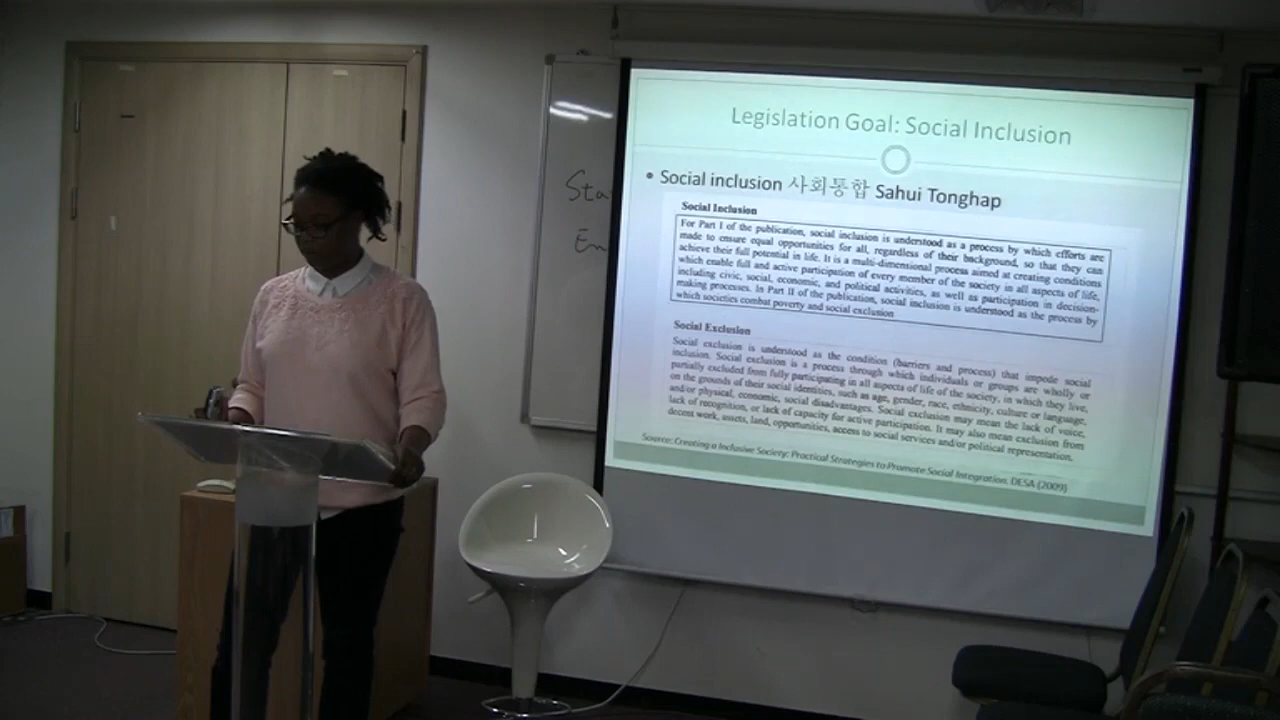 Legislation Goal: Social Inclusion
• Social inclusion 사회통합 Sahui Tonghap
Social Inclusion
For Part I of the publication, social inclusion is understood as a process by which efforts are
made to ensure equal opportunities for all, regardless of their background, so that they can
achieve their full potential in life. It is a multi-dimensional process aimed at creating conditions
which enable full and active participation of every member of the society in all aspects of life,
including civic, social, economic, and political activities, as well as participation in decision-
making processes. In Part II of the publication, social inclusion is understood as the process by
which societies combat poverty and social exclusion
Social Exclusion
Social exclusion is understood as the condition (barriers and process) that impede social
inclusion. Social exclusion is a process through which individuals or groups are wholly or
partially excluded from fully participating in all aspects of life of the society, in which they live,
on the grounds of their social identities, such as age, gender, race, ethnicity, culture or language,
and/or physical, economic, social disadvantages. Social exclusion may mean the lack of voice,
lack of recognition, or lack of capacity for active participation. It may also mean exclusion from
decent work, assets, land, opportunities, access to social services and/or political representation.
Source: Creating a Inclusive Society: Practical Strategies to Promote Social Integration. DESA (2009)
Sta
En